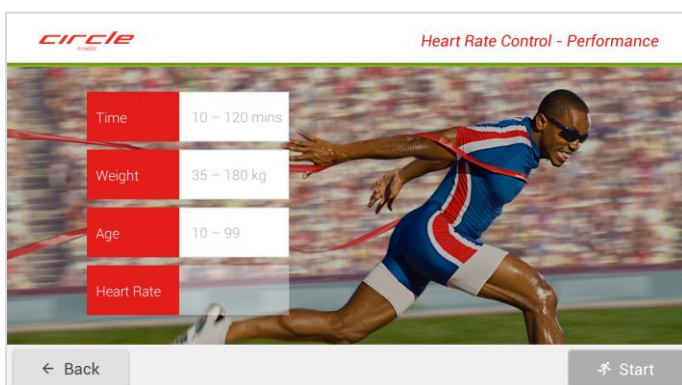 circle
FITNESS
Heart Rate Control - Performance
Time
10 – 120 mins
Weight
35 – 180 kg
Age
10 – 99
Heart Rate
← Back
Start